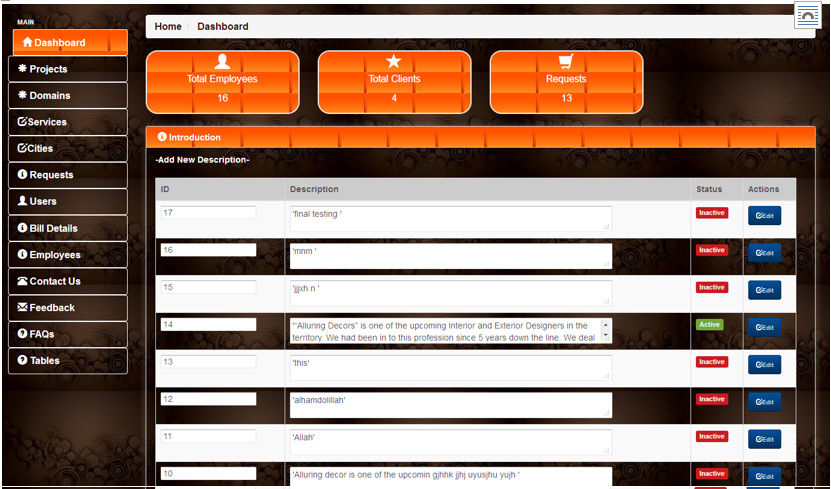 MAIN
Dashboard
Projects
Domains
Services
Cities
Requests
Users
Bill Details
Employees
Contact Us
Feedback
FAQs
Tables
Home / Dashboard
Total Employees
16
Total Clients
4
Requests
13
Introduction
-Add New Description-
ID Description Status Actions
17 'final testing ' Inactive Edit
16 'mnm ' Inactive Edit
15 'jjjxh n ' Inactive Edit
14 '"Alluring Decors" is one of the upcoming Interior and Exterior Designers in the Active Edit
territory. We had been in to this profession since 5 years down the line. We deal
13 'this' Inactive Edit
12 'alhamdolillah' Inactive Edit
11 'Allah' Inactive Edit
10 'Alluring decor is one of the upcomin gjhhk jjhj uyusjhu yujh ' Inactive Edit